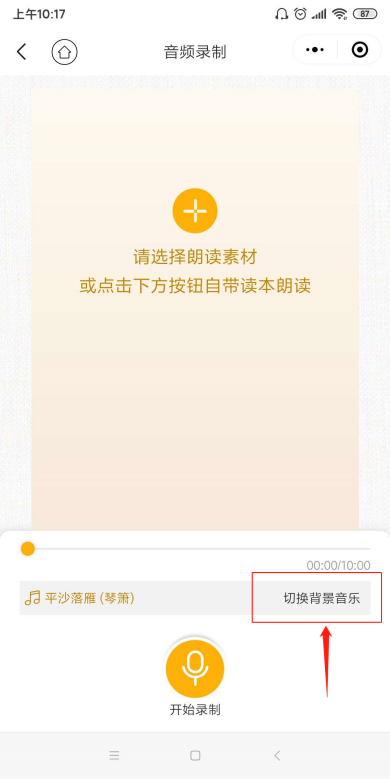 上午10:17
87
音频录制
请选择朗读素材
或点击下方按钮自带读本朗读
00:00/10:00
平沙落雁 (琴箫)
切换背景音乐
开始录制